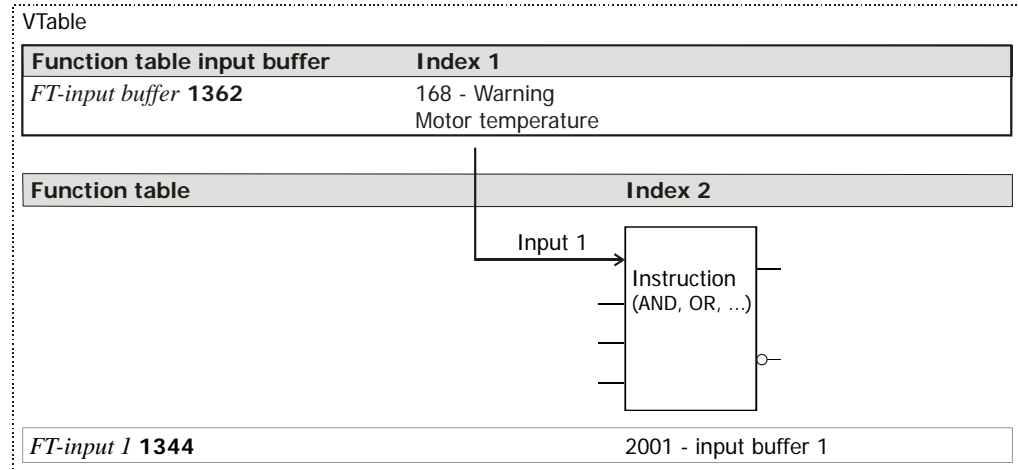 VTable
Function table input buffer Index 1
FT-input buffer 1362 168 - Warning
Motor temperature
Function table Index 2
Input 1
Instruction
(AND, OR, ...)
FT-input 1 1344 2001 - input buffer 1